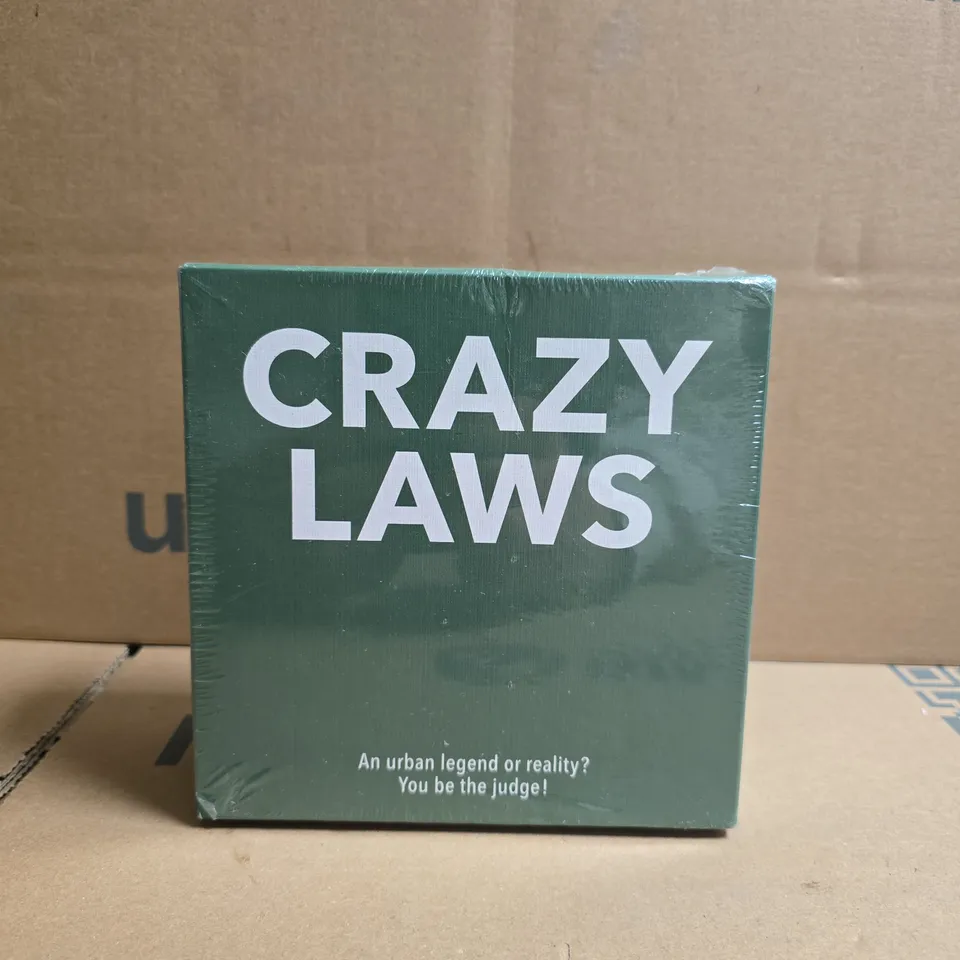 CRAZY
LAWS
An urban legend or reality?
You be the judge!